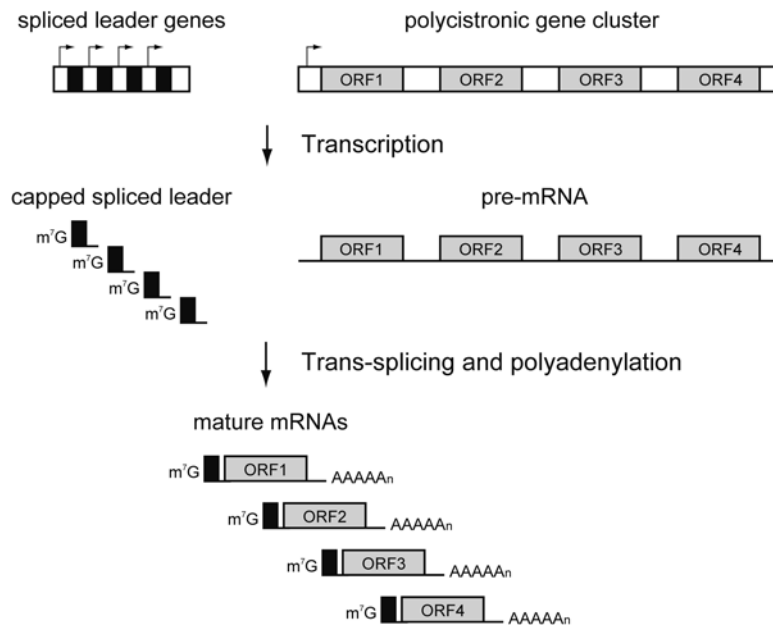 spliced leader genes
polycistronic gene cluster
ORF1 ORF2 ORF3 ORF4
Transcription
capped spliced leader
pre-mRNA
m⁷G
ORF1 ORF2 ORF3 ORF4
m⁷G
m⁷G
m⁷G
Trans-splicing and polyadenylation
mature mRNAs
m⁷G ORF1 AAAAAₙ
m⁷G ORF2 AAAAAₙ
m⁷G ORF3 AAAAAₙ
m⁷G ORF4 AAAAAₙ